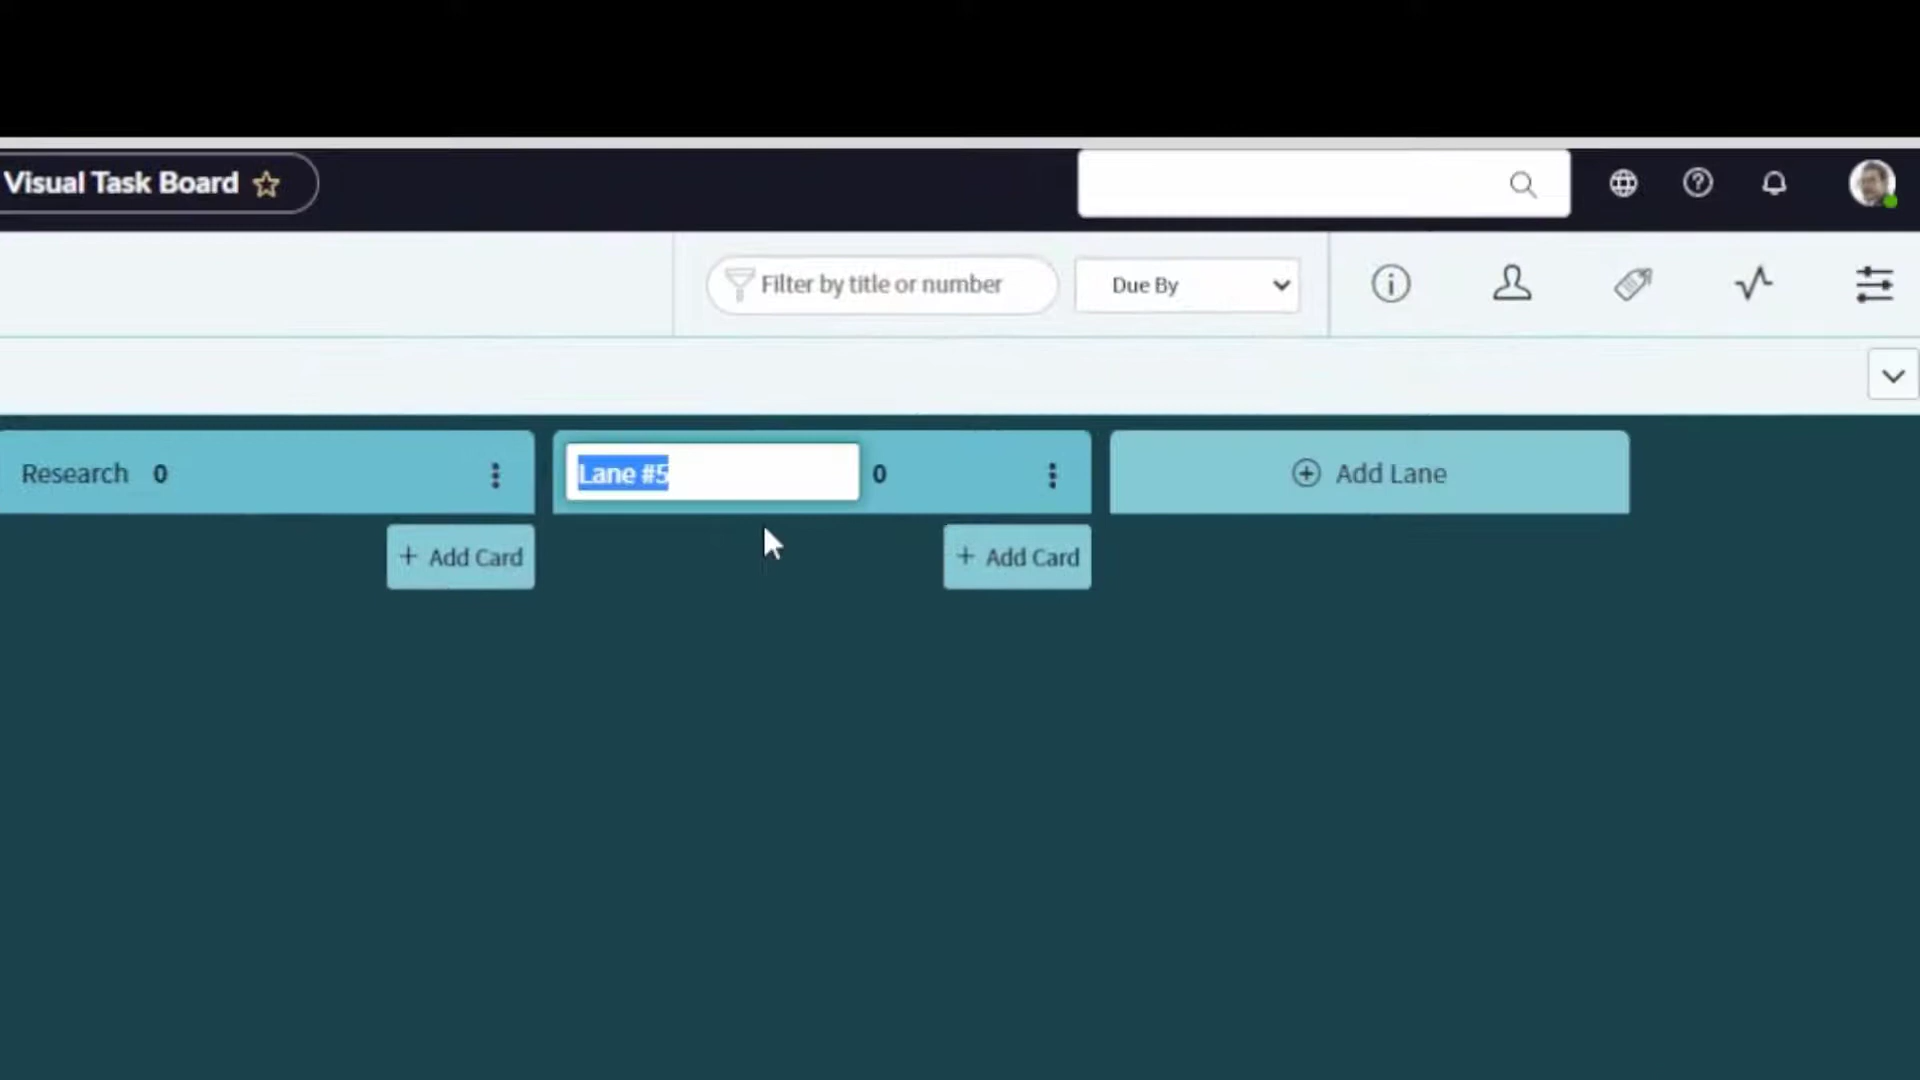 Visual Task Board
Filter by title or number
Due By
Research 0
Lane #5 0
Add Lane
+ Add Card
+ Add Card